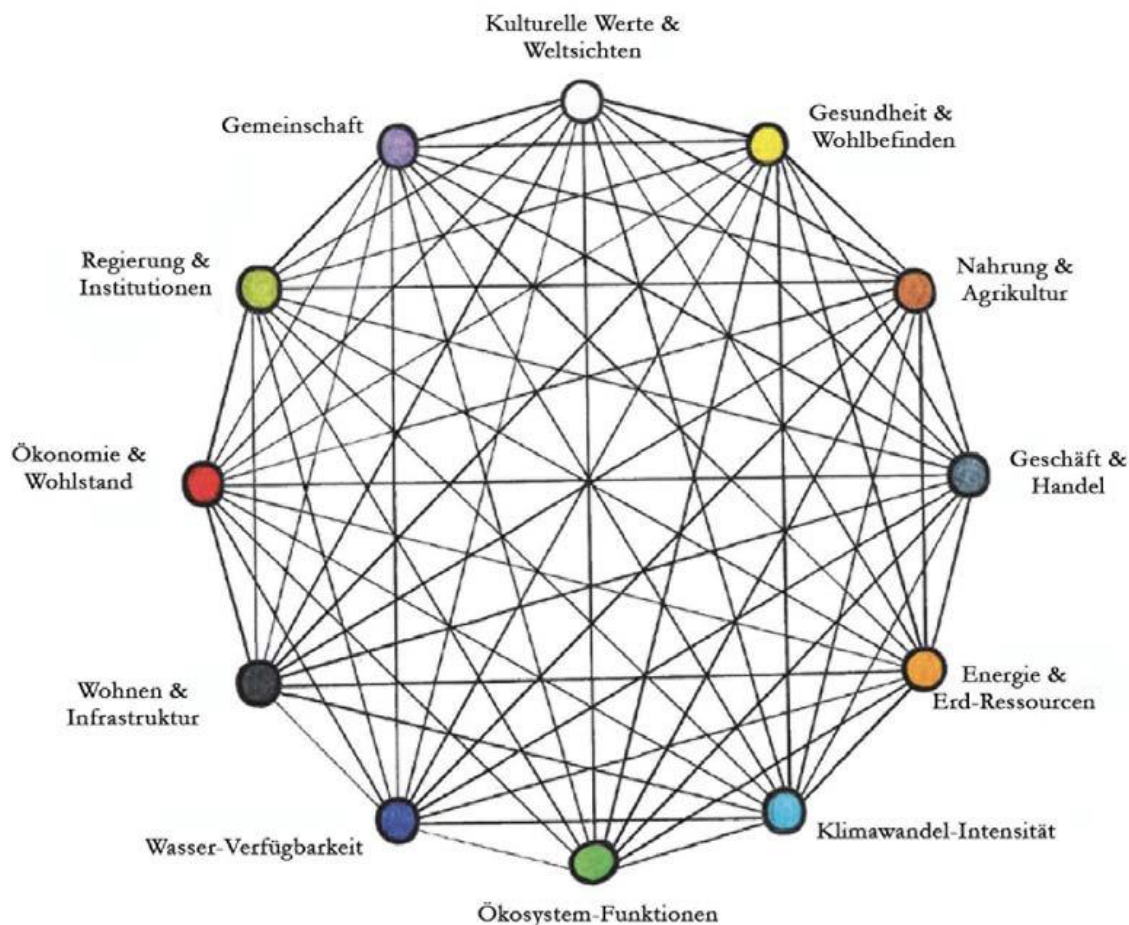 Kulturelle Werte &
Weltsichten
Gesundheit &
Wohlbefinden
Gemeinschaft
Regierung &
Institutionen
Nahrung &
Agrikultur
Ökonomie &
Wohlstand
Geschäft &
Handel
Wohnen &
Infrastruktur
Energie &
Erd-Ressourcen
Wasser-Verfügbarkeit
Klimawandel-Intensität
Ökosystem-Funktionen